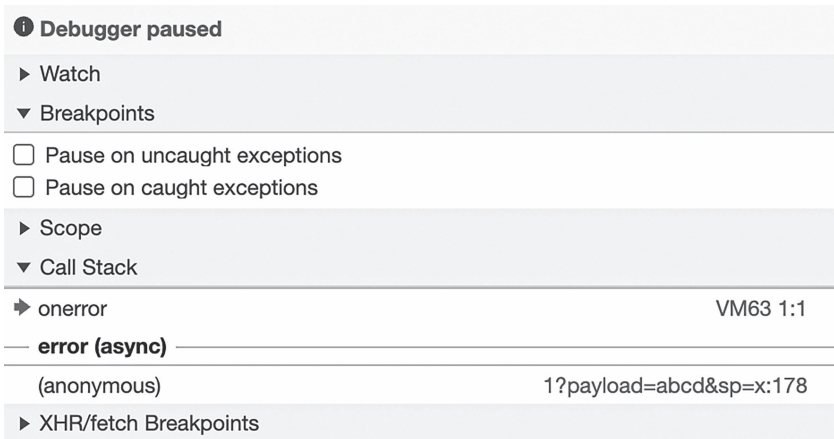 Debugger paused
Watch
Breakpoints
Pause on uncaught exceptions
Pause on caught exceptions
Scope
Call Stack
onerror VM63 1:1
error (async)
(anonymous) 1?payload=abcd&sp=x:178
XHR/fetch Breakpoints